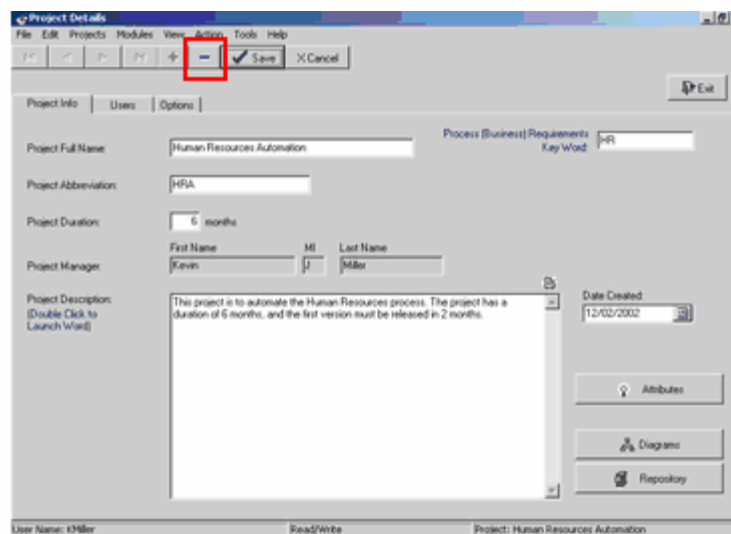 Project Details
File Edit Projects Modules View Action Tools Help
Save Cancel
Exit
Project Info Users Options
Project Full Name: Human Resources Automation
Process (Business) Requirements
Key Word: HR
Project Abbreviation: HRA
Project Duration: 6 months
First Name MI Last Name
Project Manager: Kevin J Miller
Project Description:
(Double Click to
Launch Word)
This project is to automate the Human Resources process. The project has a
duration of 6 months, and the first version must be released in 2 months.
Date Created:
12/02/2002
Attributes
Diagrams
Repository
User Name: KMiller Read/Write Project: Human Resources Automation